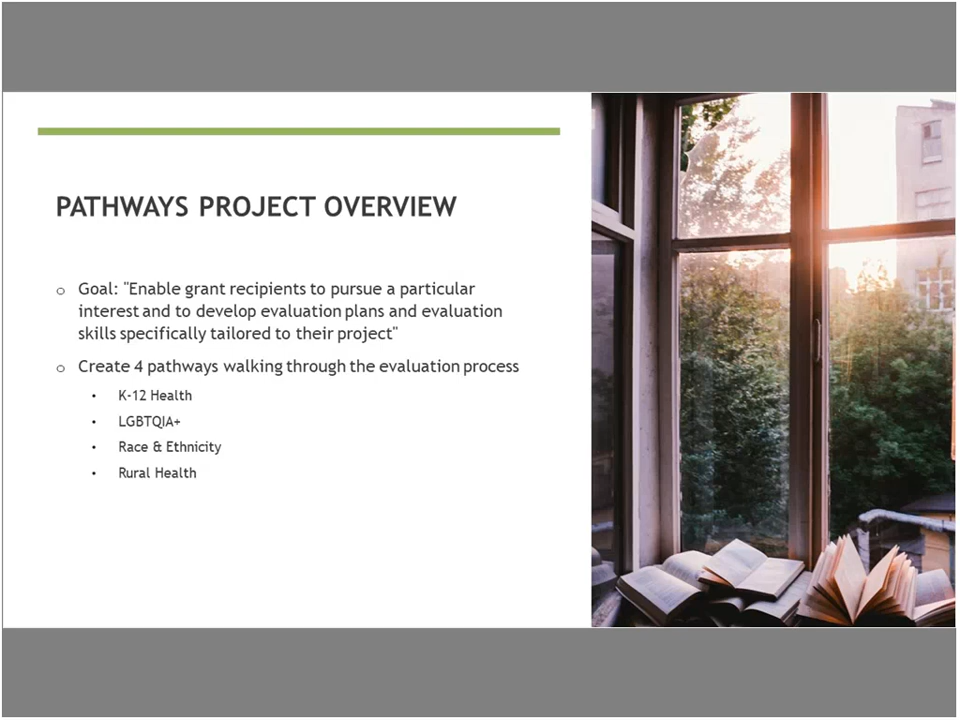 PATHWAYS PROJECT OVERVIEW
o Goal: "Enable grant recipients to pursue a particular
interest and to develop evaluation plans and evaluation
skills specifically tailored to their project"
o Create 4 pathways walking through the evaluation process
• K-12 Health
• LGBTQIA+
• Race & Ethnicity
• Rural Health